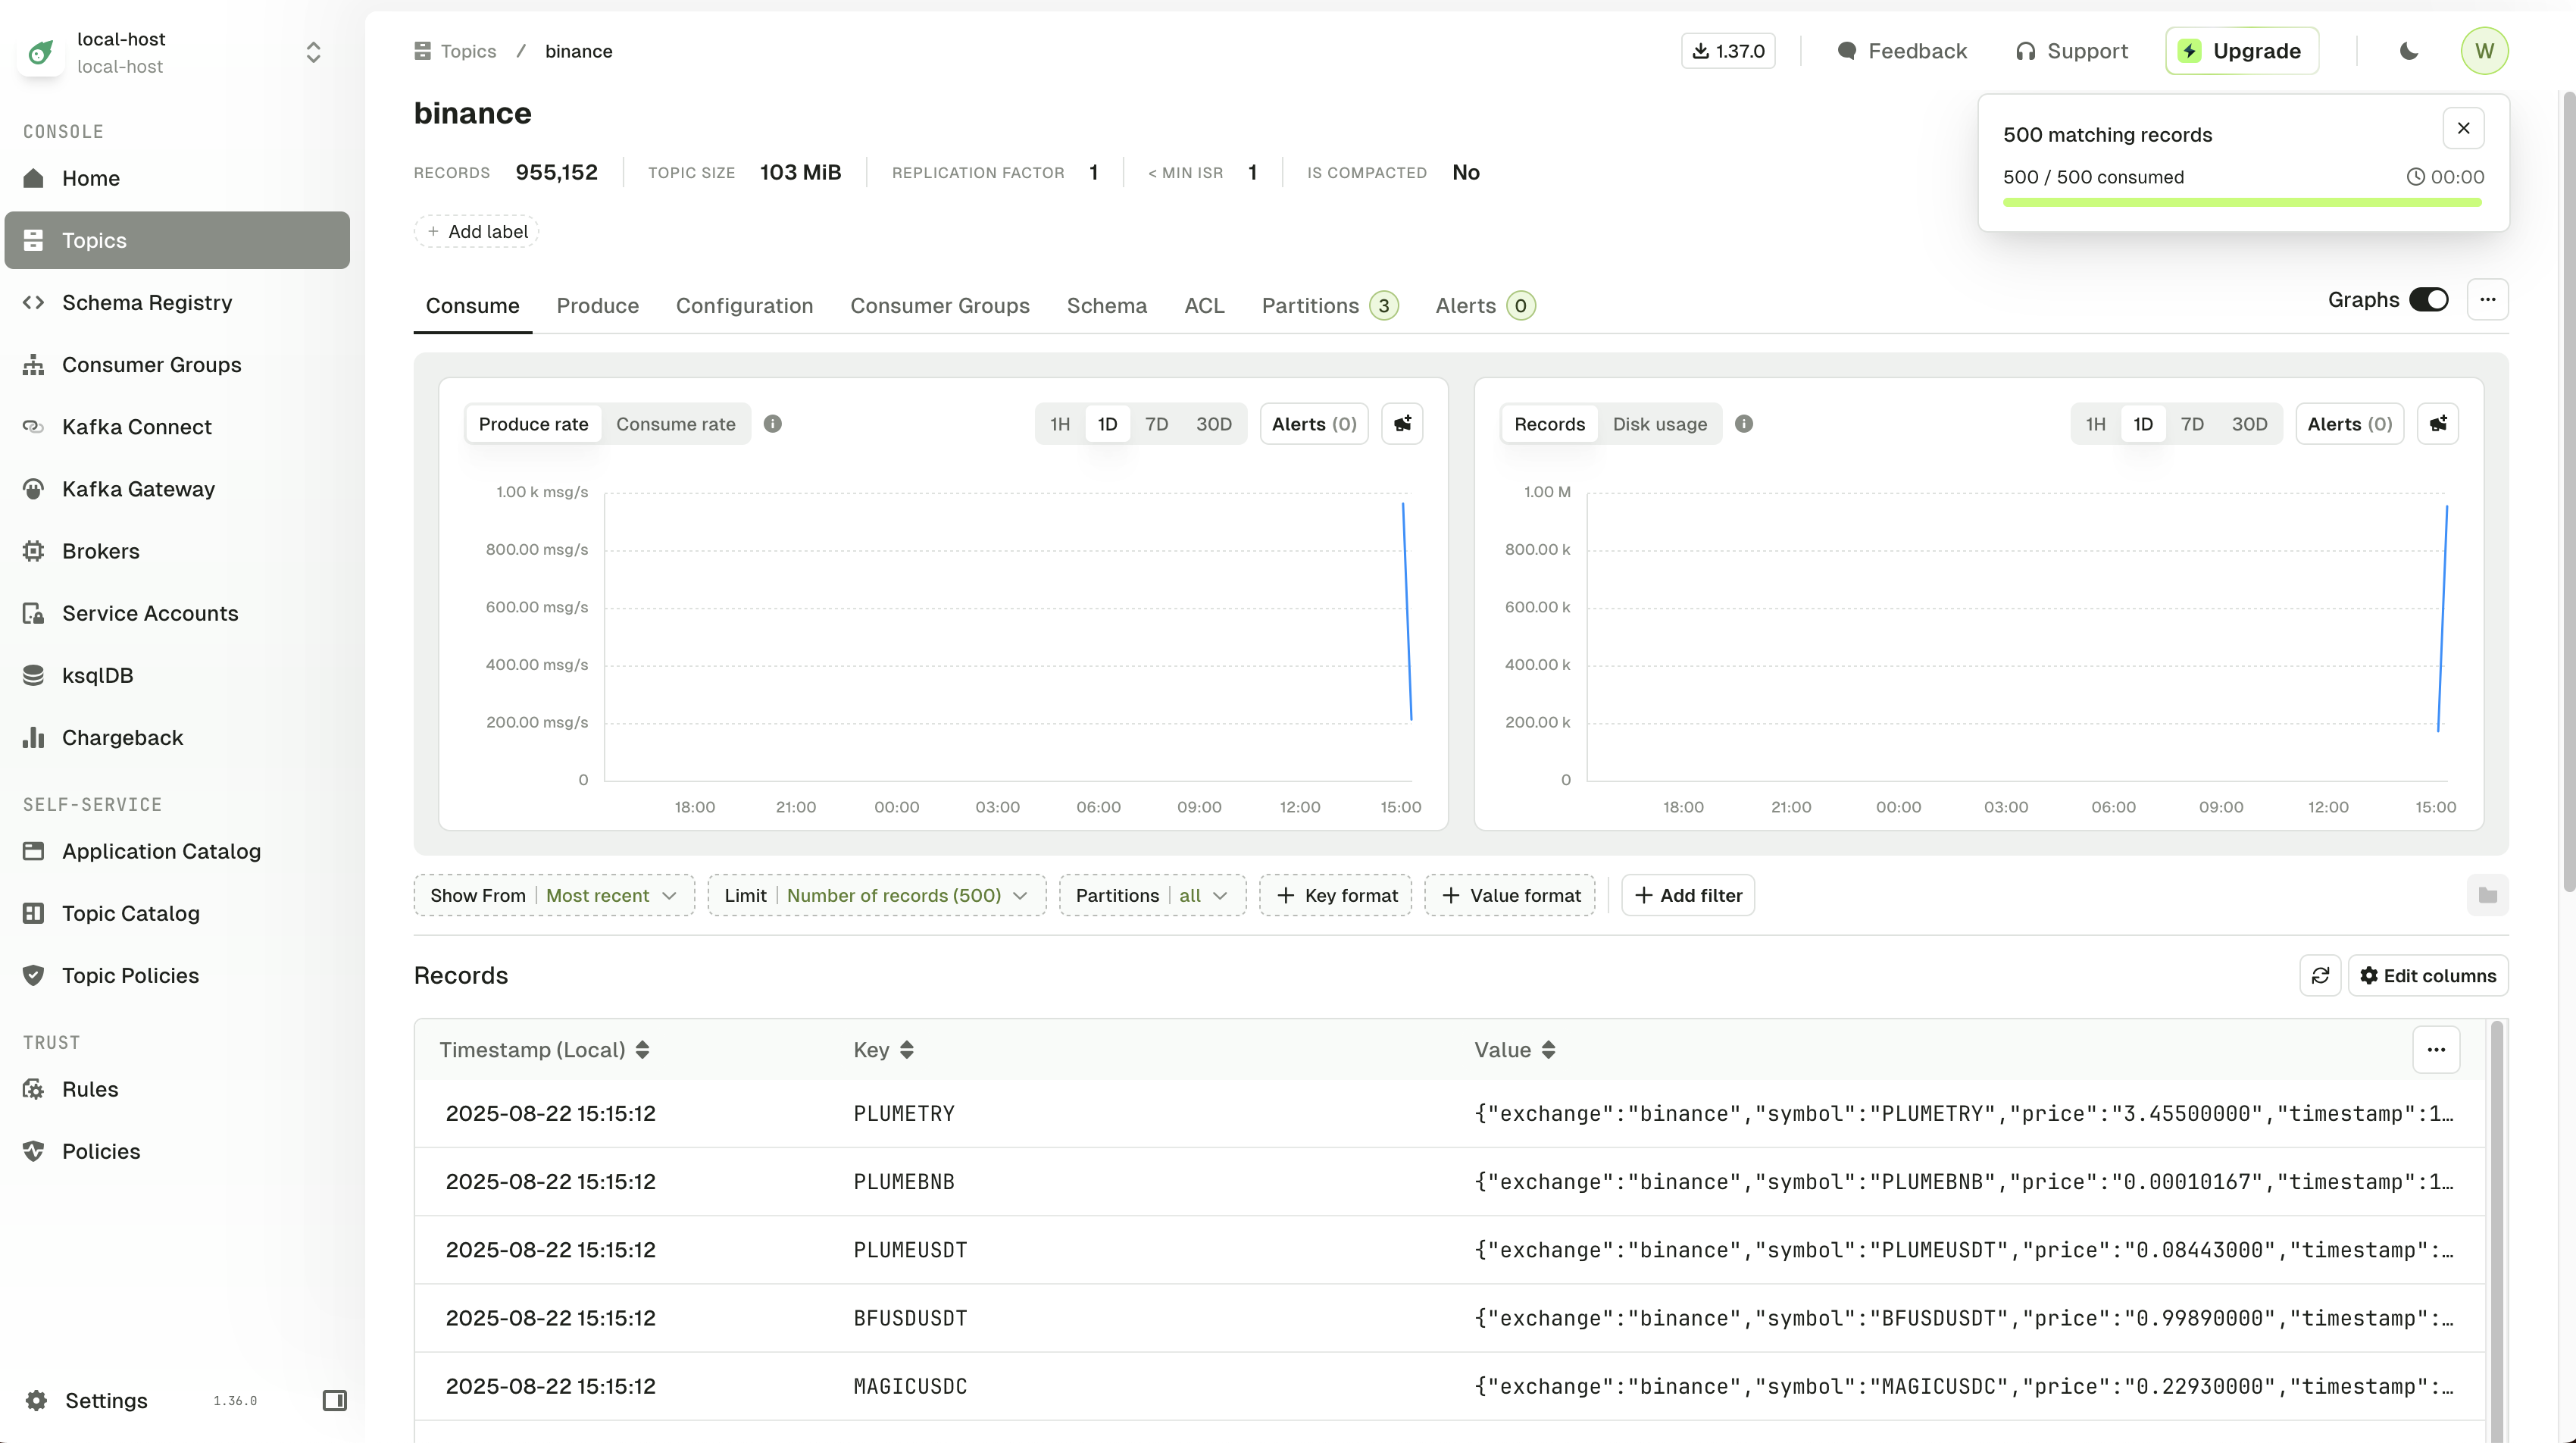 local-host
local-host
CONSOLE
Home
Topics
Schema Registry
Consumer Groups
Kafka Connect
Kafka Gateway
Brokers
Service Accounts
ksqlDB
Chargeback
SELF-SERVICE
Application Catalog
Topic Catalog
Topic Policies
TRUST
Rules
Policies
Settings 1.36.0
Topics / binance
1.37.0 Feedback Support Upgrade W
binance
RECORDS 955,152 TOPIC SIZE 103 MiB REPLICATION FACTOR 1 < MIN ISR 1 IS COMPACTED No
+ Add label
500 matching records
500 / 500 consumed 00:00
Consume Produce Configuration Consumer Groups Schema ACL Partitions 3 Alerts 0
Graphs
Produce rate Consume rate 1H 1D 7D 30D Alerts (0)
1.00 k msg/s
800.00 msg/s
600.00 msg/s
400.00 msg/s
200.00 msg/s
0
18:00 21:00 00:00 03:00 06:00 09:00 12:00 15:00
Records Disk usage 1H 1D 7D 30D Alerts (0)
1.00 M
800.00 k
600.00 k
400.00 k
200.00 k
0
18:00 21:00 00:00 03:00 06:00 09:00 12:00 15:00
Show From Most recent Limit Number of records (500) Partitions all + Key format + Value format + Add filter
Records Edit columns
Timestamp (Local) Key Value
2025-08-22 15:15:12 PLUMETRY {"exchange":"binance","symbol":"PLUMETRY","price":"3.45500000","timestamp":1…
2025-08-22 15:15:12 PLUMEBNB {"exchange":"binance","symbol":"PLUMEBNB","price":"0.00010167","timestamp":1…
2025-08-22 15:15:12 PLUMEUSDT {"exchange":"binance","symbol":"PLUMEUSDT","price":"0.08443000","timestamp":…
2025-08-22 15:15:12 BFUSDUSDT {"exchange":"binance","symbol":"BFUSDUSDT","price":"0.99890000","timestamp":…
2025-08-22 15:15:12 MAGICUSDC {"exchange":"binance","symbol":"MAGICUSDC","price":"0.22930000","timestamp":…